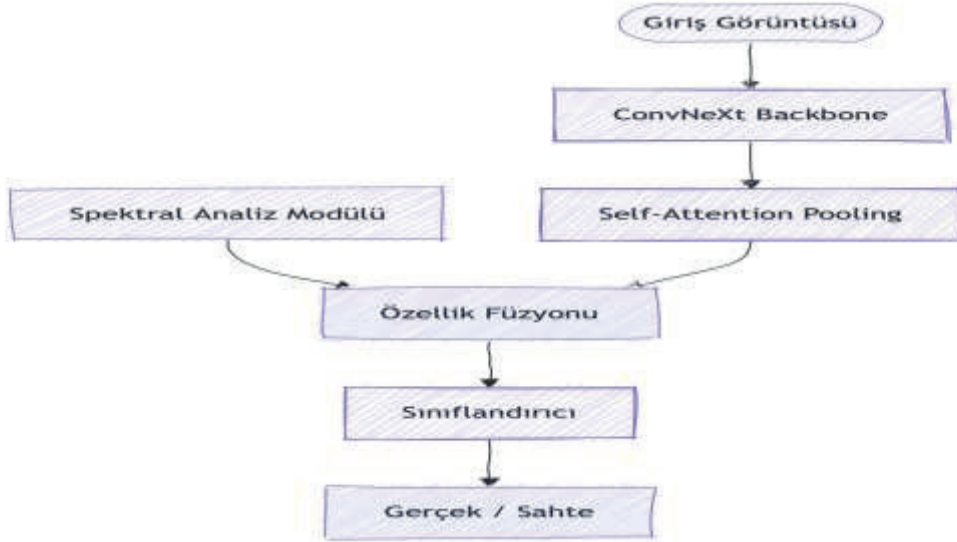 Giriş Görüntüsü
ConvNeXt Backbone
Spektral Analiz Modülü
Self-Attention Pooling
Özellik Füzyonu
Sınıflandırıcı
Gerçek / Sahte